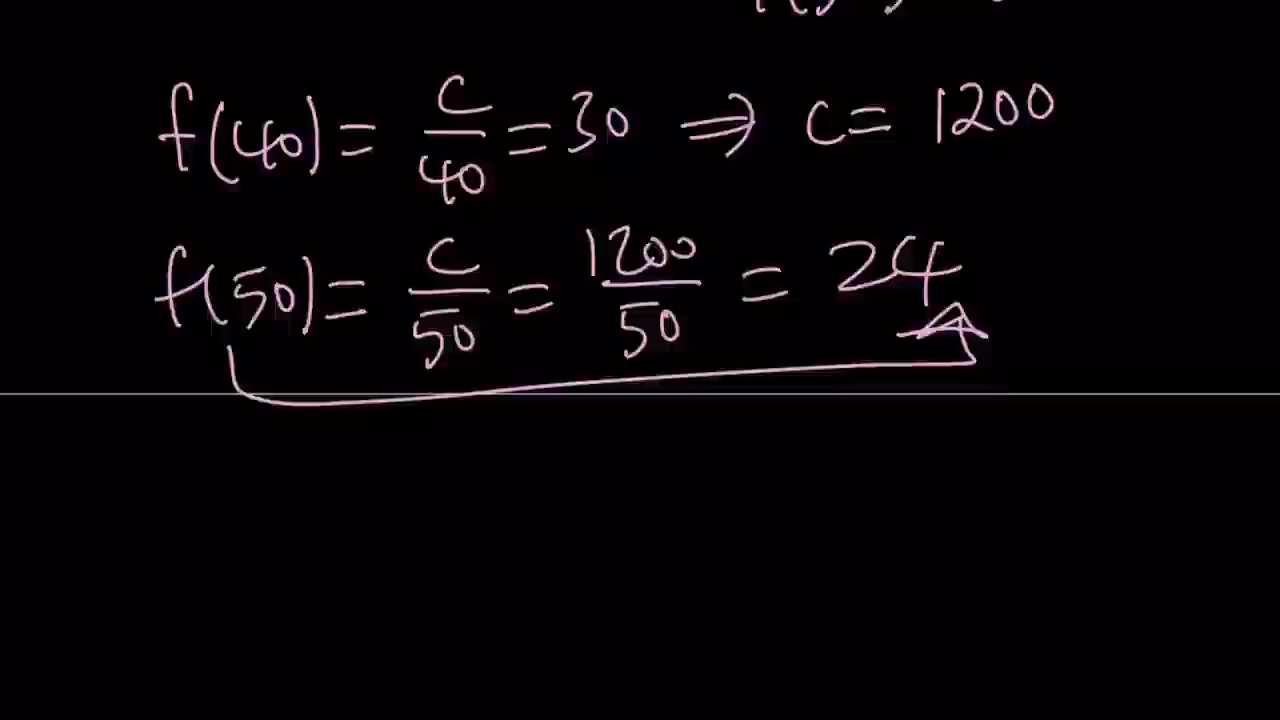 f(40) = c/40 = 30 ⇒ c = 1200
f(50) = c/50 = 1200/50 = 24